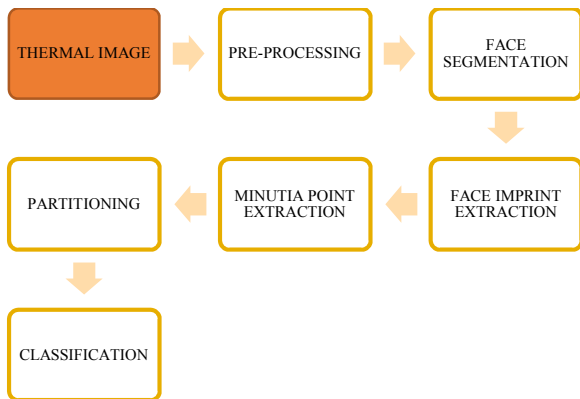 THERMAL IMAGE
PRE-PROCESSING
FACE
SEGMENTATION
FACE IMPRINT
EXTRACTION
MINUTIA POINT
EXTRACTION
PARTITIONING
CLASSIFICATION